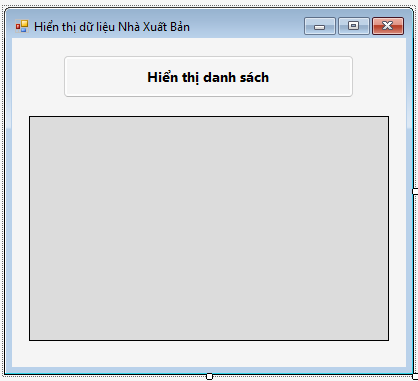 Hiển thị dữ liệu Nhà Xuất Bản
Hiển thị danh sách